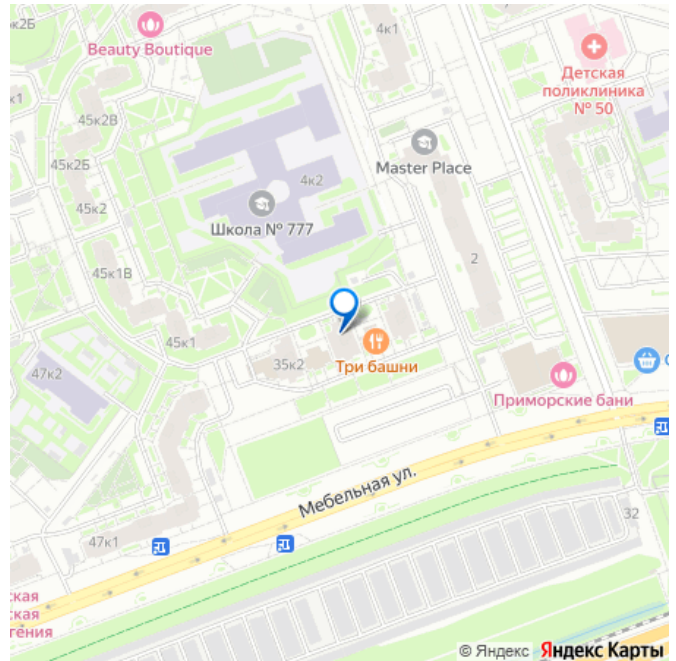 к2Б
Beauty Boutique
4к1
Детская
поликлиника
№ 50
к1
45к2В
Master Place
45к2Б
4к2
45к2
Школа № 777
2
45к1В
45к1
Три башни
35к2
47к2
Приморские бани
Мебельная ул.
32
47к1
ская
ская
гения
© Яндекс Яндекс Карты